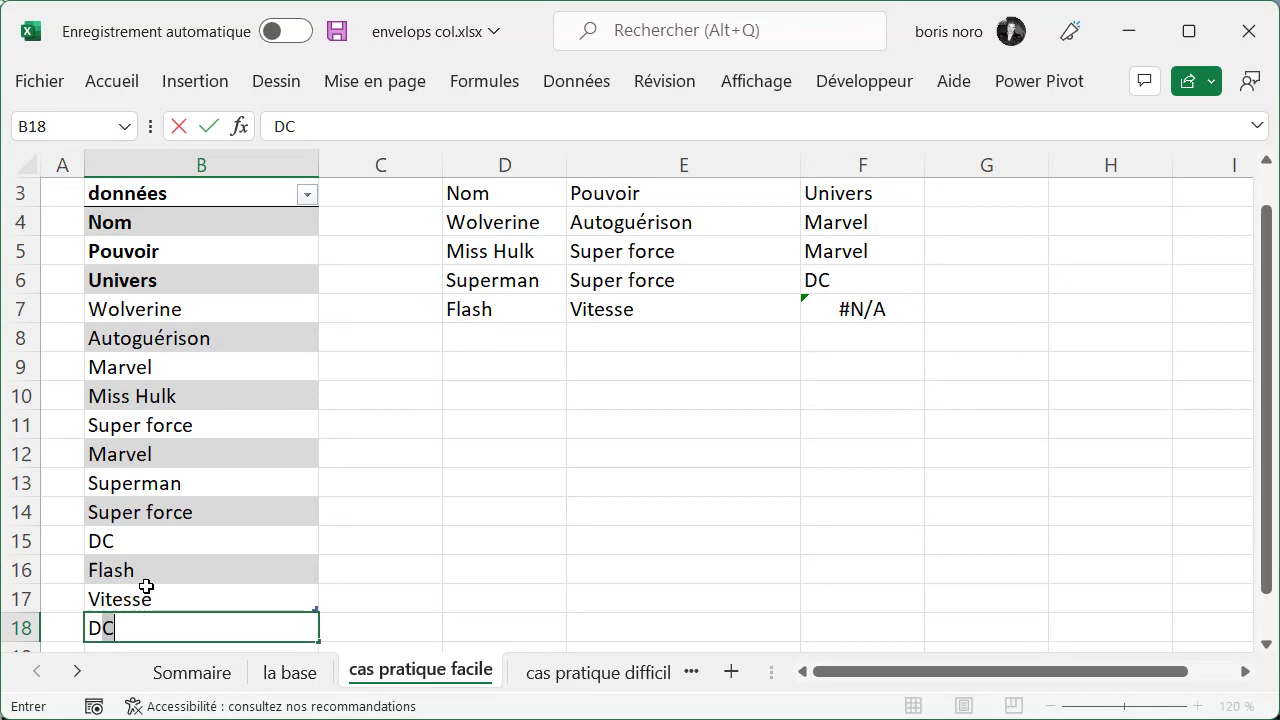 Enregistrement automatique envelops col.xlsx Rechercher (Alt+Q) boris noro
Fichier Accueil Insertion Dessin Mise en page Formules Données Révision Affichage Développeur Aide Power Pivot
B18 fx DC
A B C D E F G H I
3 données Nom Pouvoir Univers
4 Nom Wolverine Autoguérison Marvel
5 Pouvoir Miss Hulk Super force Marvel
6 Univers Superman Super force DC
7 Wolverine Flash Vitesse #N/A
8 Autoguérison
9 Marvel
10 Miss Hulk
11 Super force
12 Marvel
13 Superman
14 Super force
15 DC
16 Flash
17 Vitesse
18 DC
Sommaire la base cas pratique facile cas pratique difficil
Entrer Accessibilité : consultez nos recommandations 120 %